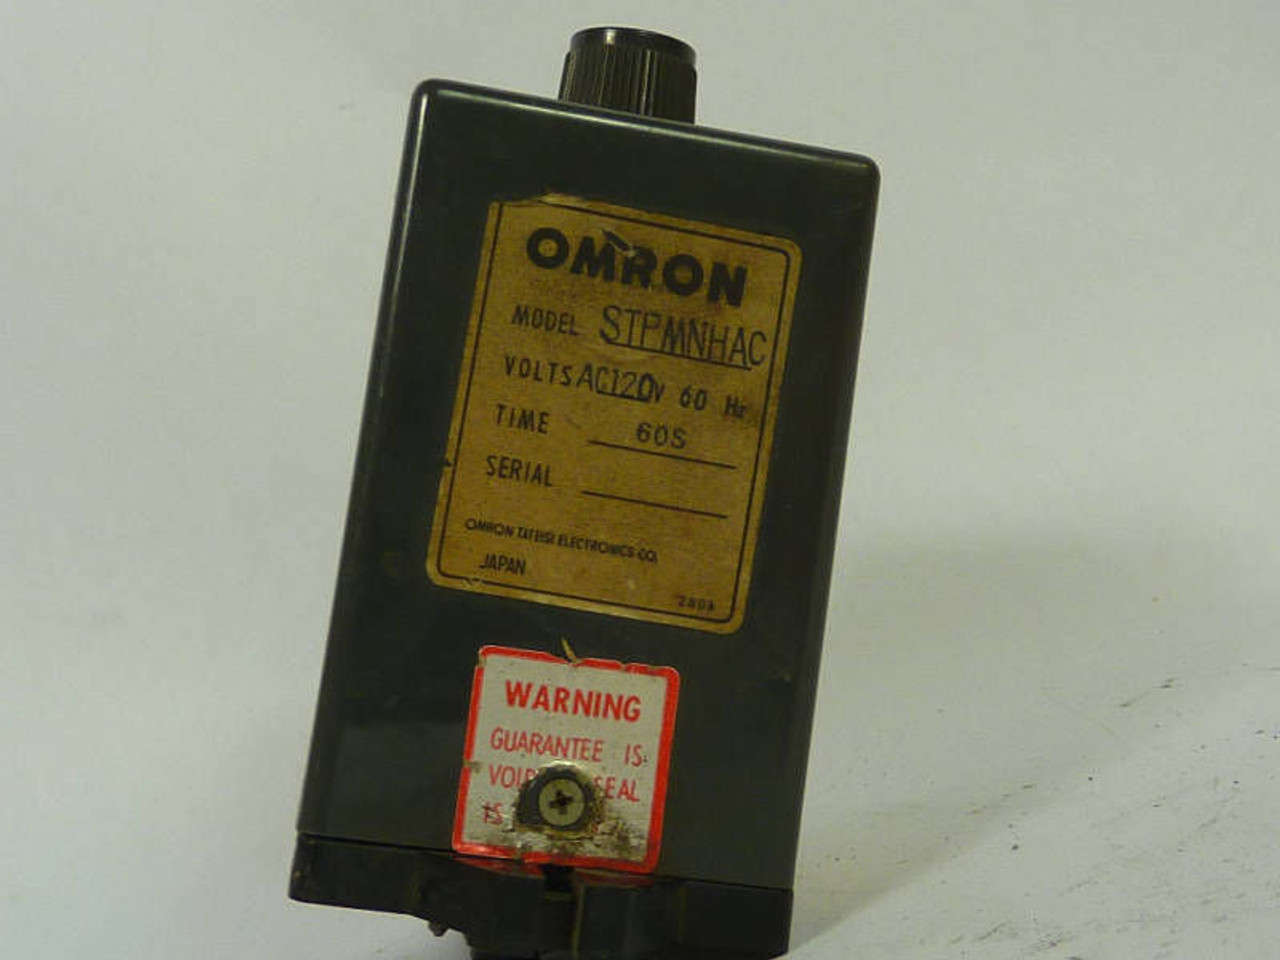 OMRON
MODEL STPMNHAC
VOLTS AC120V 60 Hz
TIME 60S
SERIAL
OMRON TATEISI ELECTRONICS CO.
JAPAN
WARNING
GUARANTEE IS
SEAL
IS